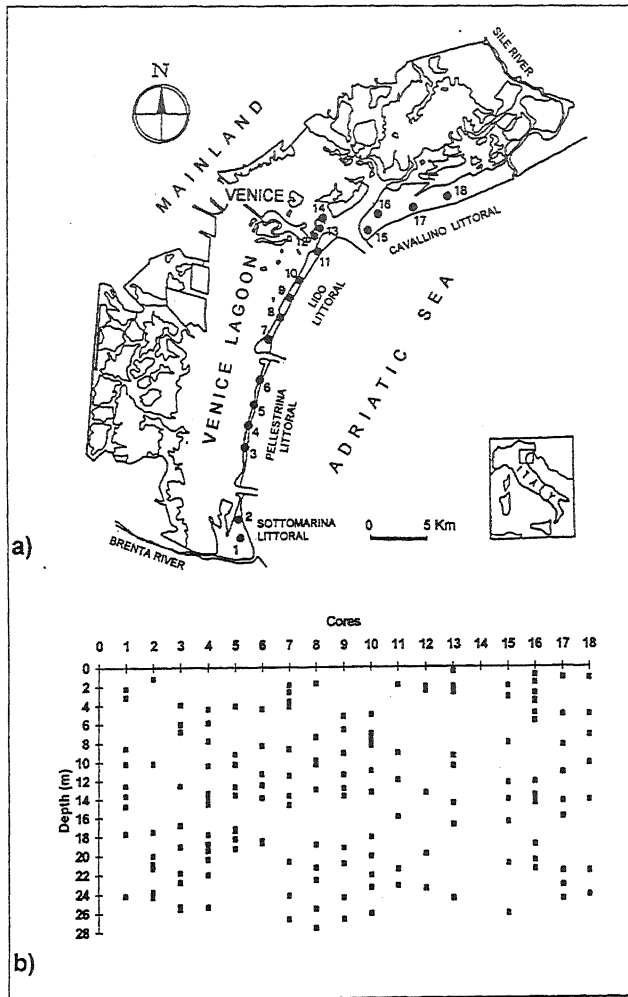 N
SILE RIVER
MAINLAND
VENICE
14
13
12
11
16
15
17
18
CAVALLINO LITTORAL
10
9
8
7
LIDO
LITTORAL
VENICE LAGOON
ADRIATIC SEA
6
5
4
3
PELLESTRINA
LITTORAL
ITALY
2
1
SOTTOMARINA
LITTORAL
0 5 Km
BRENTA RIVER
a)
Cores
0 1 2 3 4 5 6 7 8 9 10 11 12 13 14 15 16 17 18
Depth (m)
0
2
4
6
8
10
12
14
16
18
20
22
24
26
28
b)